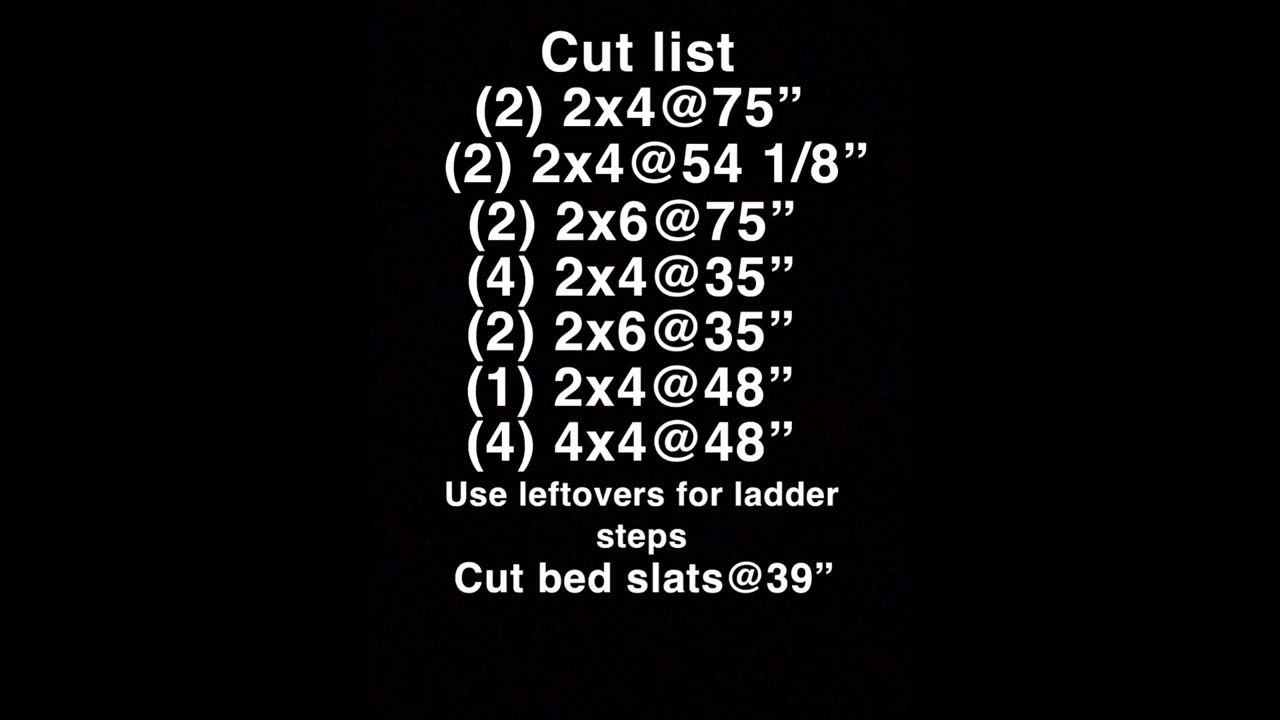 Cut list
(2) 2x4@75”
(2) 2x4@54 1/8”
(2) 2x6@75”
(4) 2x4@35”
(2) 2x6@35”
(1) 2x4@48”
(4) 4x4@48”
Use leftovers for ladder
steps
Cut bed slats@39”